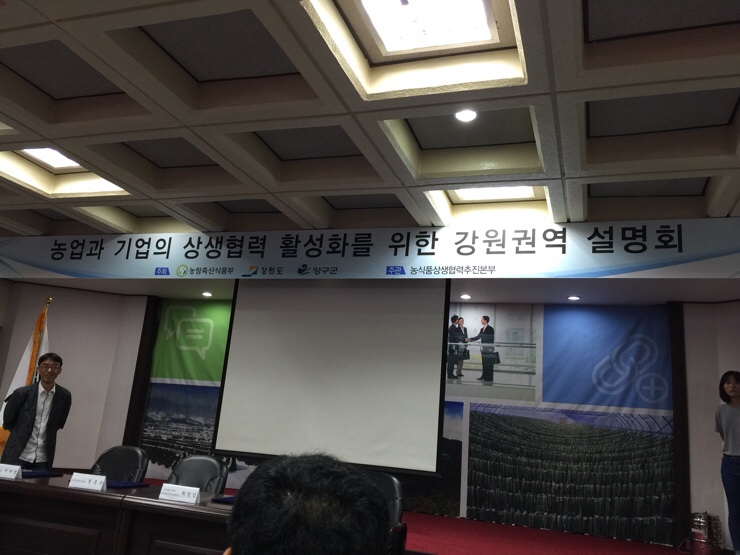 농업과 기업의 상생협력 활성화를 위한 강원권역 설명회
주최 농림축산식품부 강원도 양구군 주관 농식품상생협력추진본부